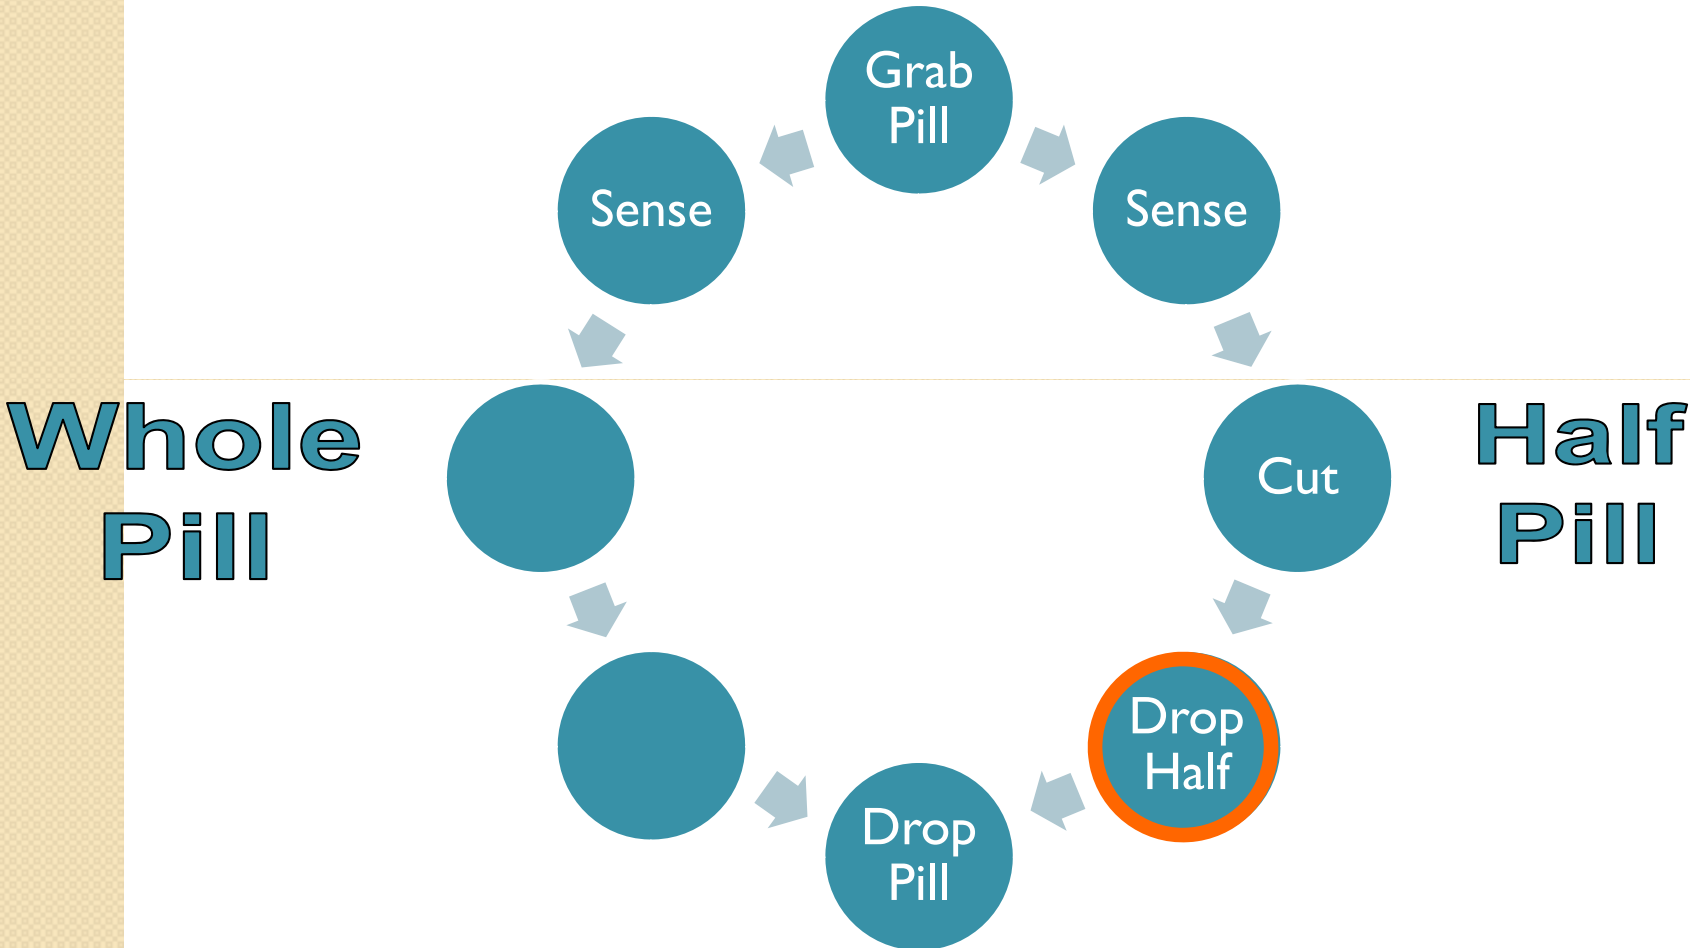 Grab
Pill
Sense
Sense
Whole
Pill
Half
Pill
Cut
Drop
Half
Drop
Pill